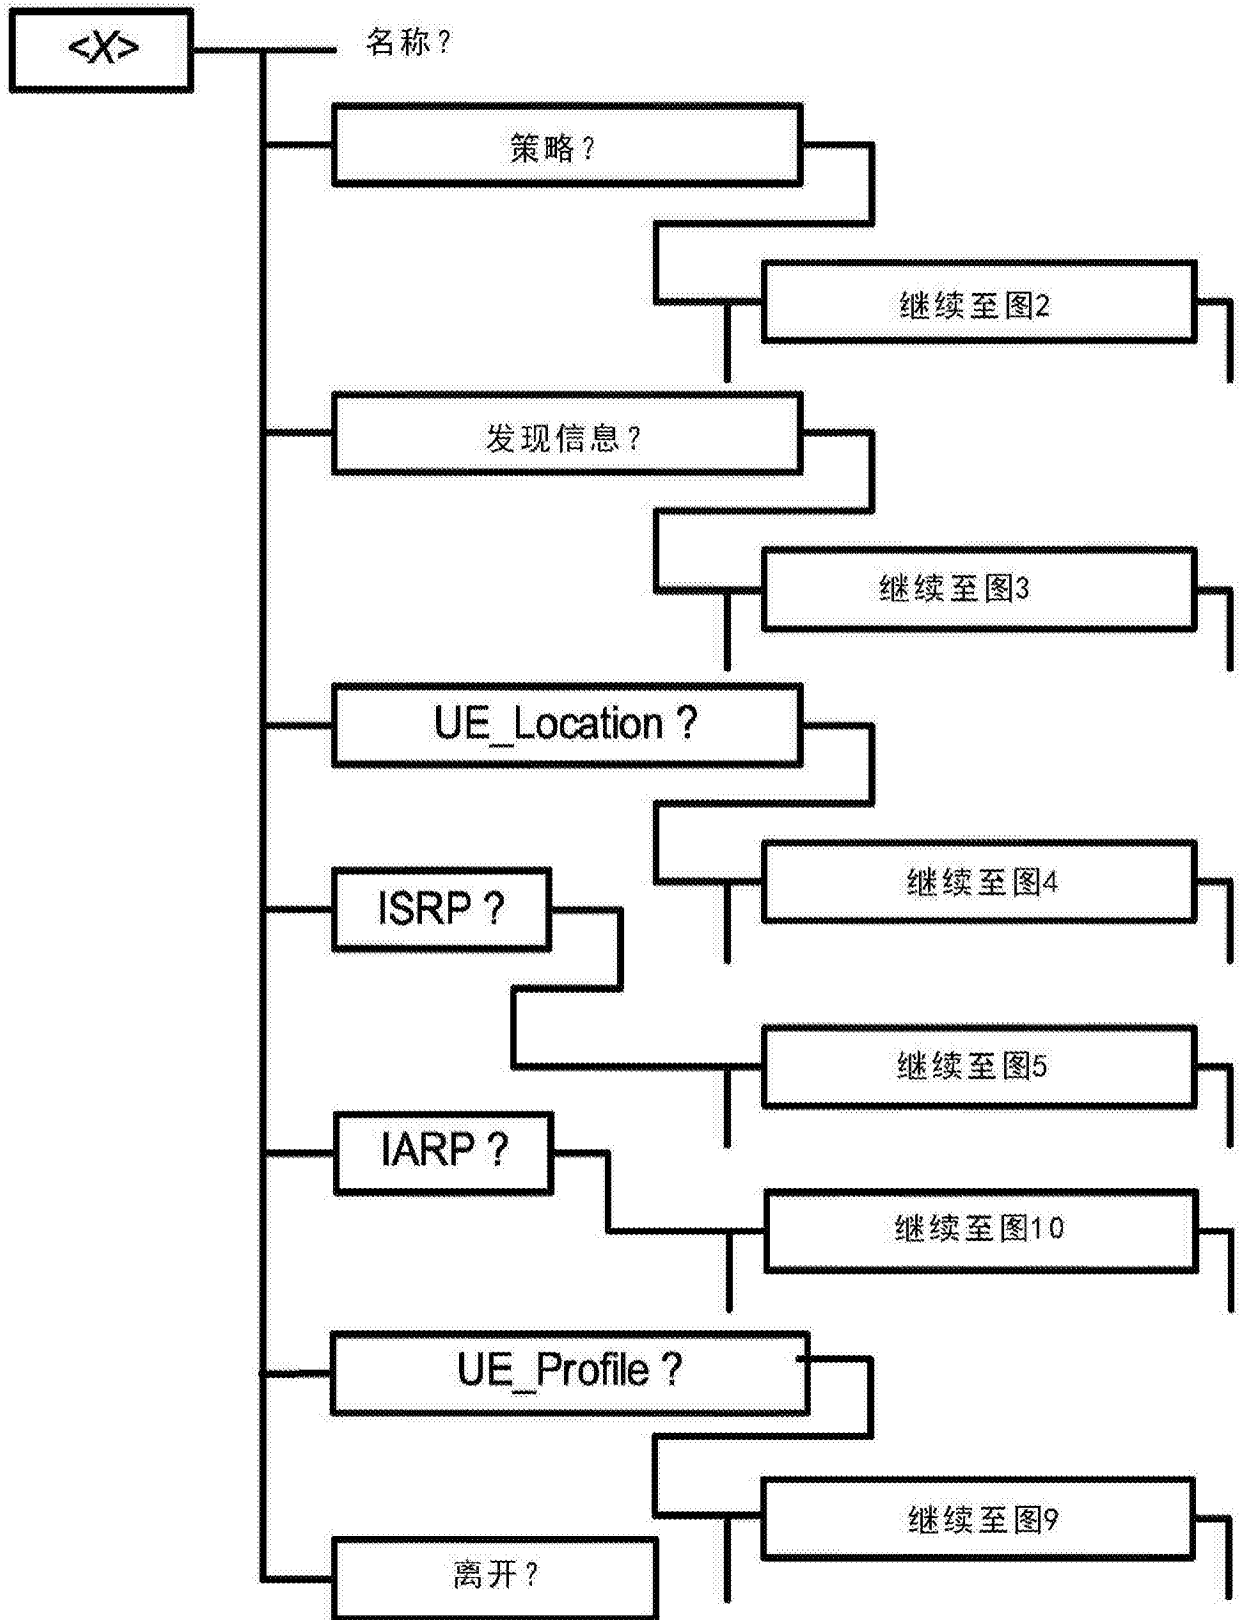 <X>
名称?
策略?
继续至图2
发现信息?
继续至图3
UE_Location ?
继续至图4
ISRP ?
继续至图5
IARP ?
继续至图10
UE_Profile ?
继续至图9
离开?